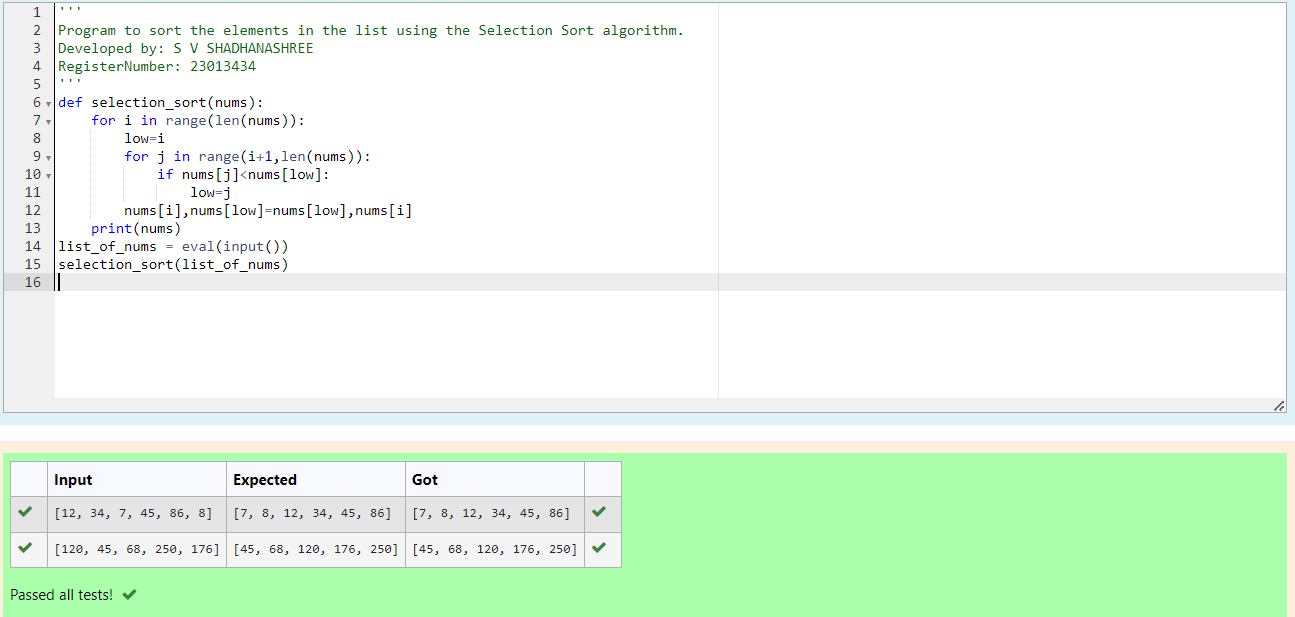 1 '''
2 Program to sort the elements in the list using the Selection Sort algorithm.
3 Developed by: S V SHADHANASHREE
4 RegisterNumber: 23013434
5 '''
6 def selection_sort(nums):
7     for i in range(len(nums)):
8         low=i
9         for j in range(i+1,len(nums)):
10             if nums[j]<nums[low]:
11                 low=j
12         nums[i],nums[low]=nums[low],nums[i]
13     print(nums)
14 list_of_nums = eval(input())
15 selection_sort(list_of_nums)
16
Input Expected Got
[12, 34, 7, 45, 86, 8] [7, 8, 12, 34, 45, 86] [7, 8, 12, 34, 45, 86]
[120, 45, 68, 250, 176] [45, 68, 120, 176, 250] [45, 68, 120, 176, 250]
Passed all tests!